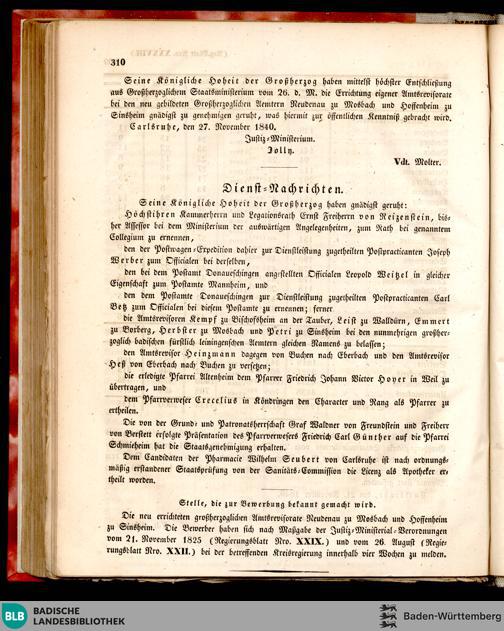 310
Seine Königliche Hoheit der Großherzog haben mittelst höchster Entschließung
aus Großherzoglichem Staatsministerium vom 26. d. M. die Errichtung eigener Amtsrevisorate
bei den neu gebildeten Großherzoglichen Aemtern Neudenau zu Mosbach und Hoffenheim zu
Sinsheim gnädigst zu genehmigen geruht, was hiermit zur öffentlichen Kenntniß gebracht wird.
Carlsruhe, den 27. November 1840.
Justiz-Ministerium.
Jolly.
Vdt. Molter.
Dienst-Nachrichten.
Seine Königliche Hoheit der Großherzog haben gnädigst geruht:
Höchstihren Kammerherrn und Legationsrath Ernst Freiherrn von Reizenstein, bis-
her Assessor bei dem Ministerium der auswärtigen Angelegenheiten, zum Rath bei genanntem
Collegium zu ernennen,
den der Postwagen-Expedition dahier zur Dienstleistung zugetheilten Postpracticanten Joseph
Werber zum Officialen bei derselben,
den bei dem Postamt Donaueschingen angestellten Officialen Leopold Weitzel in gleicher
Eigenschaft zum Postamte Mannheim, und
den dem Postamte Donaueschingen zur Dienstleistung zugetheilten Postpracticanten Carl
Betz zum Officialen bei diesem Postamte zu ernennen; ferner
die Amtsrevisoren Kempf zu Bischofsheim an der Tauber, Leist zu Walldürn, Emmert
zu Borberg, Herbster zu Mosbach und Petri zu Sinsheim bei den nunmehrigen großher-
zoglich badischen fürstlich leiningenschen Aemtern gleichen Namens zu belassen;
den Amtsrevisor Heinzmann dagegen von Buchen nach Eberbach und den Amtsrevisor
Heß von Eberbach nach Buchen zu versetzen;
die erledigte Pfarrei Altenheim dem Pfarrer Friedrich Johann Victor Hoyer in Weil zu
übertragen, und
dem Pfarrverweser Crecelius in Köndringen den Character und Rang als Pfarrer zu
ertheilen.
Die von der Grund- und Patronatsherrschaft Graf Waldner von Freundstein und Freiherr
von Berstett erfolgte Präsentation des Pfarrverwesers Friedrich Carl Günther auf die Pfarrei
Schmieheim hat die Staatsgenehmigung erhalten.
Dem Candidaten der Pharmacie Wilhelm Seubert von Carlsruhe ist nach ordnungs-
mäßig erstandener Staatsprüfung von der Sanitäts-Commission die Licenz als Apotheker er-
theilt worden.
Stelle, die zur Bewerbung bekannt gemacht wird.
Die neu errichteten großherzoglichen Amtsrevisorate Neudenau zu Mosbach und Hoffenheim
zu Sinsheim. Die Bewerber haben sich nach Maßgabe der Justiz-Ministerial-Verordnungen
vom 21. November 1825 (Regierungsblatt Nro. XXIX.) und vom 26. August (Regie-
rungsblatt Nro. XXII.) bei der betreffenden Kreisregierung innerhalb vier Wochen zu melden.
BLB BADISCHE
LANDESBIBLIOTHEK
Baden-Württemberg